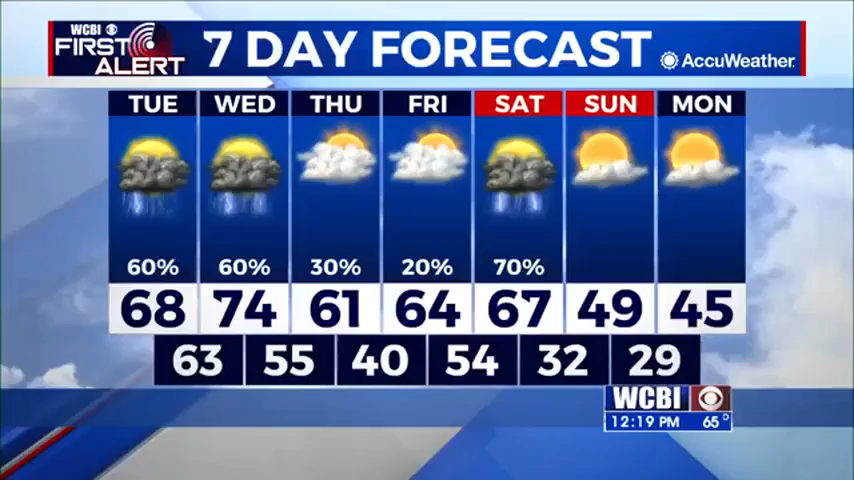 WCBI
FIRST
ALERT
7 DAY FORECAST
AccuWeather
TUE WED THU FRI SAT SUN MON
60% 60% 30% 20% 70%
68 74 61 64 67 49 45
63 55 40 54 32 29
WCBI
12:19 PM 65°